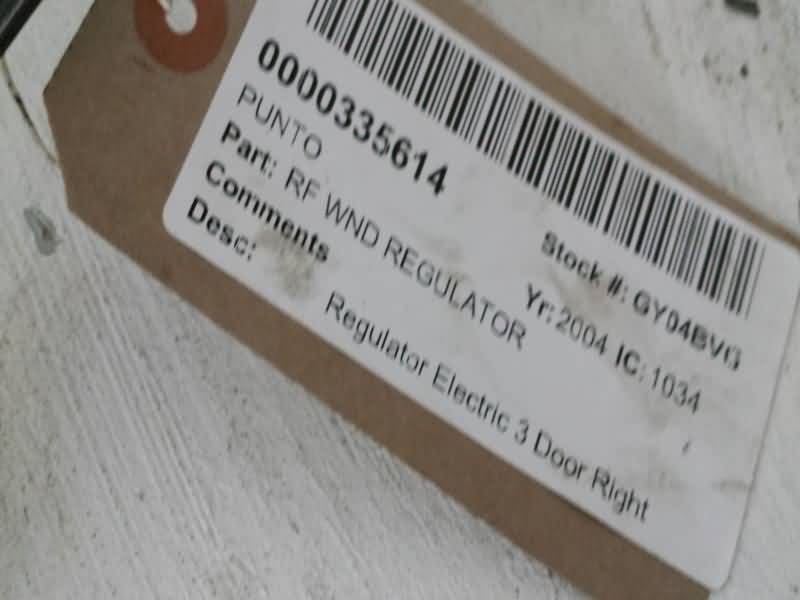 0000335614
PUNTO
Stock #: GY04BVG
Part: RF WND REGULATOR
Yr: 2004 IC: 1034
Comments
Desc:
Regulator Electric 3 Door Right